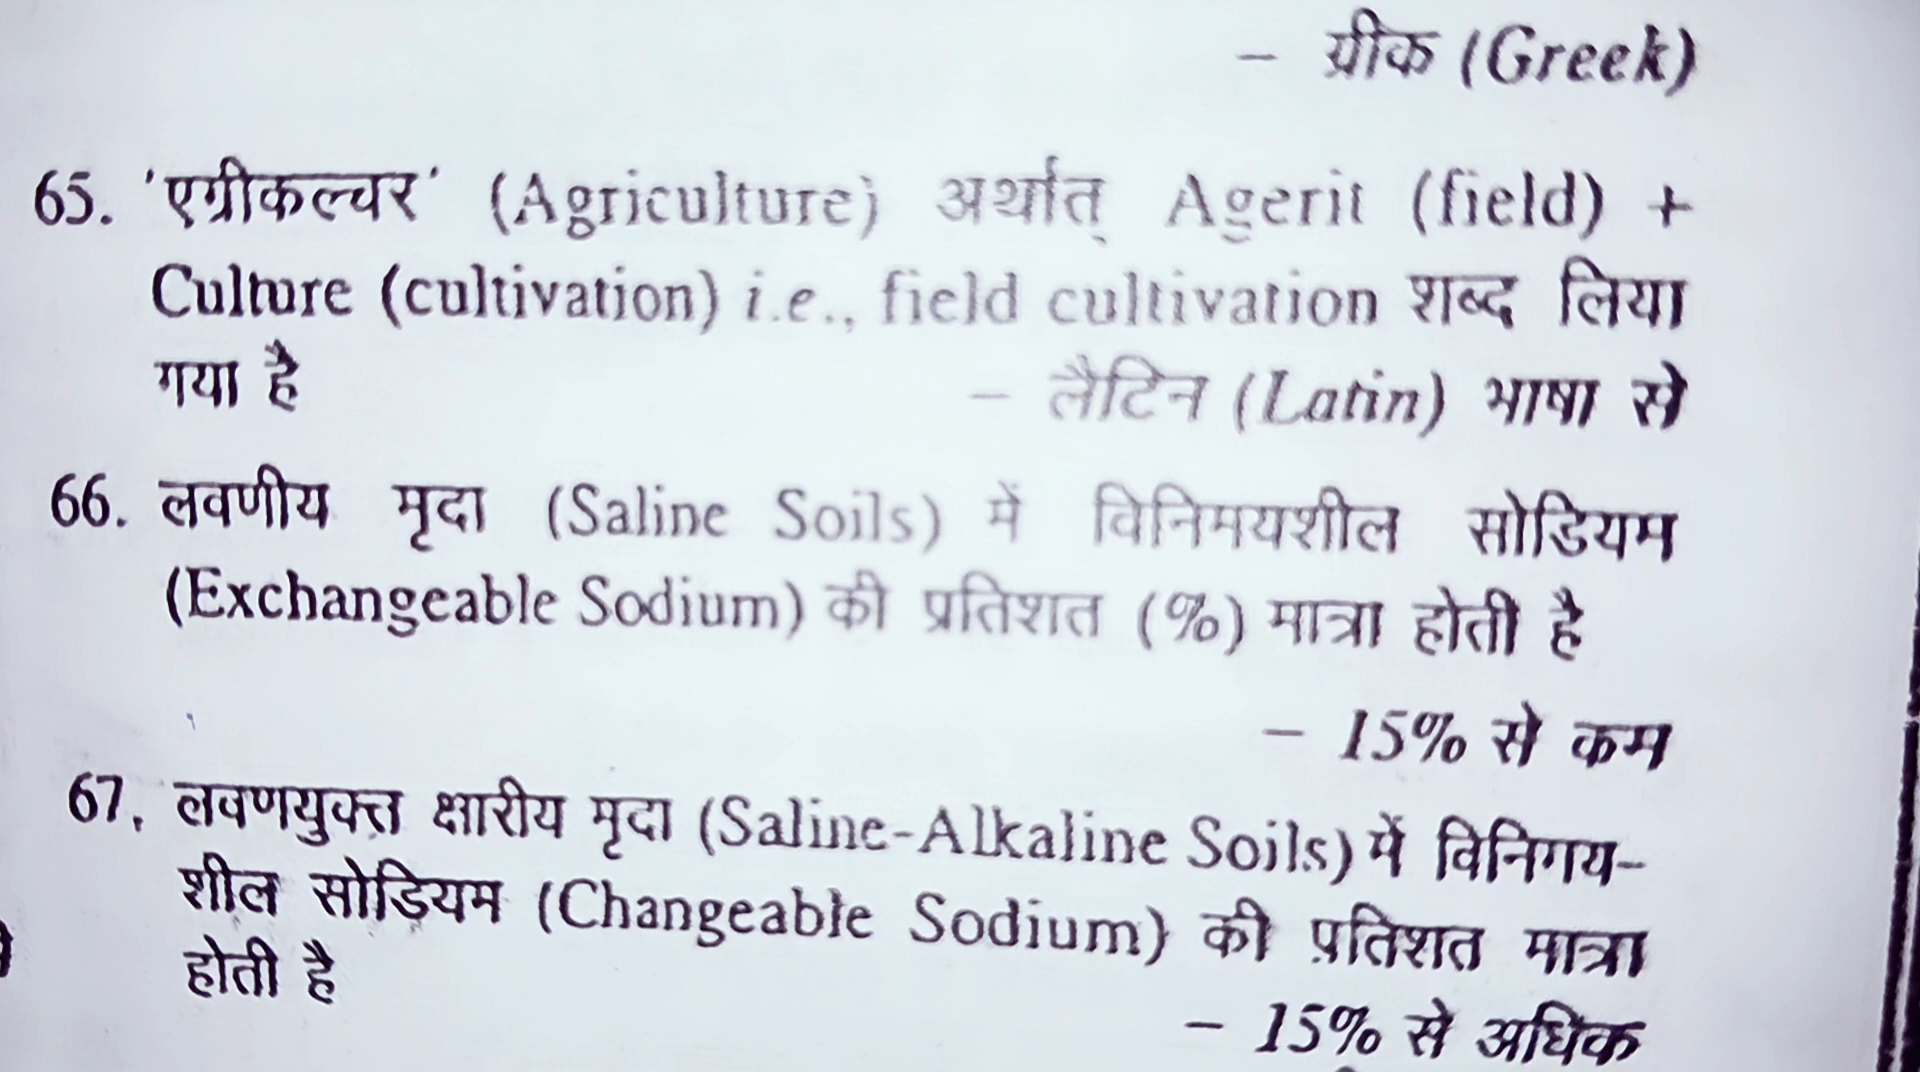 – ग्रीक (Greek)
65. 'एग्रीकल्चर' (Agriculture) अर्थात् Agerit (field) +
Culture (cultivation) i.e., field cultivation शब्द लिया
गया है – लैटिन (Latin) भाषा से
66. लवणीय मृदा (Saline Soils) में विनिमयशील सोडियम
(Exchangeable Sodium) की प्रतिशत (%) मात्रा होती है
– 15% से कम
67. लवणयुक्त क्षारीय मृदा (Saline-Alkaline Soils) में विनिगय-
शील सोड़ियम (Changeable Sodium) की प्रतिशत मात्रा
होती है
– 15% से अधिक